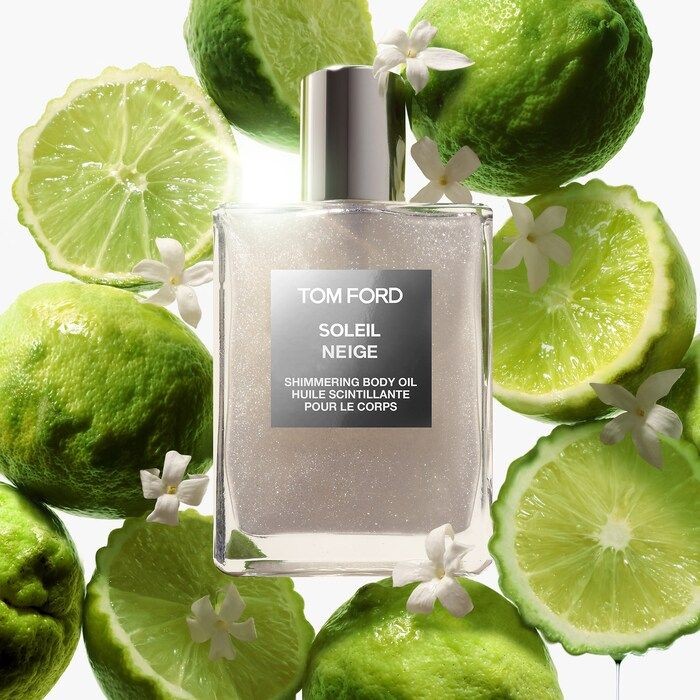 TOM FORD
SOLEIL
NEIGE
SHIMMERING BODY OIL
HUILE SCINTILLANTE
POUR LE CORPS